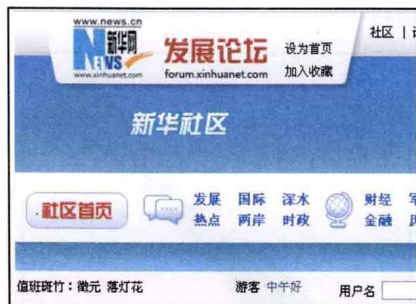 www.news.cn
NEWS 新华网
www.xinhuanet.com
发展论坛
forum.xinhuanet.com
设为首页
加入收藏
社区 |
新华社区
·社区首页
发展 国际 深水 财经
热点 两岸 时政 金融
值班斑竹：微元 落灯花 游客 中午好 用户名